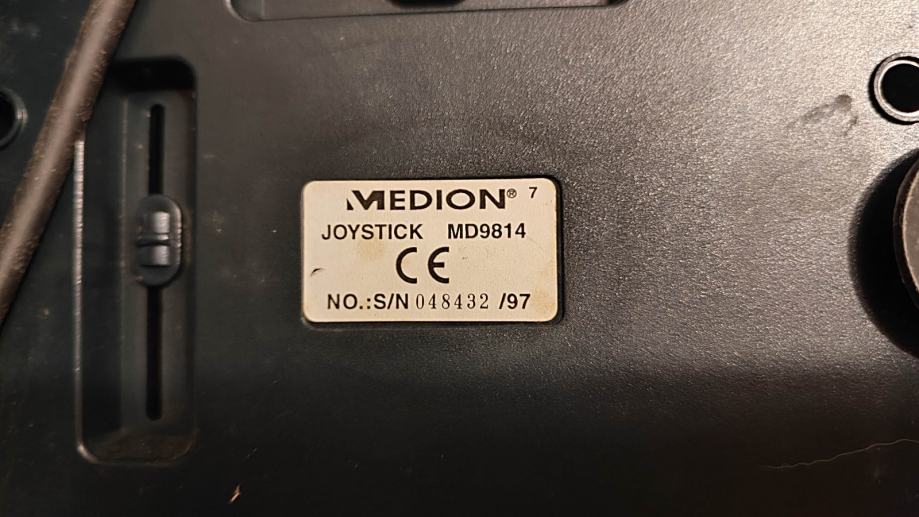 MEDION® 7
JOYSTICK MD9814
CE
NO.:S/N 048432 /97